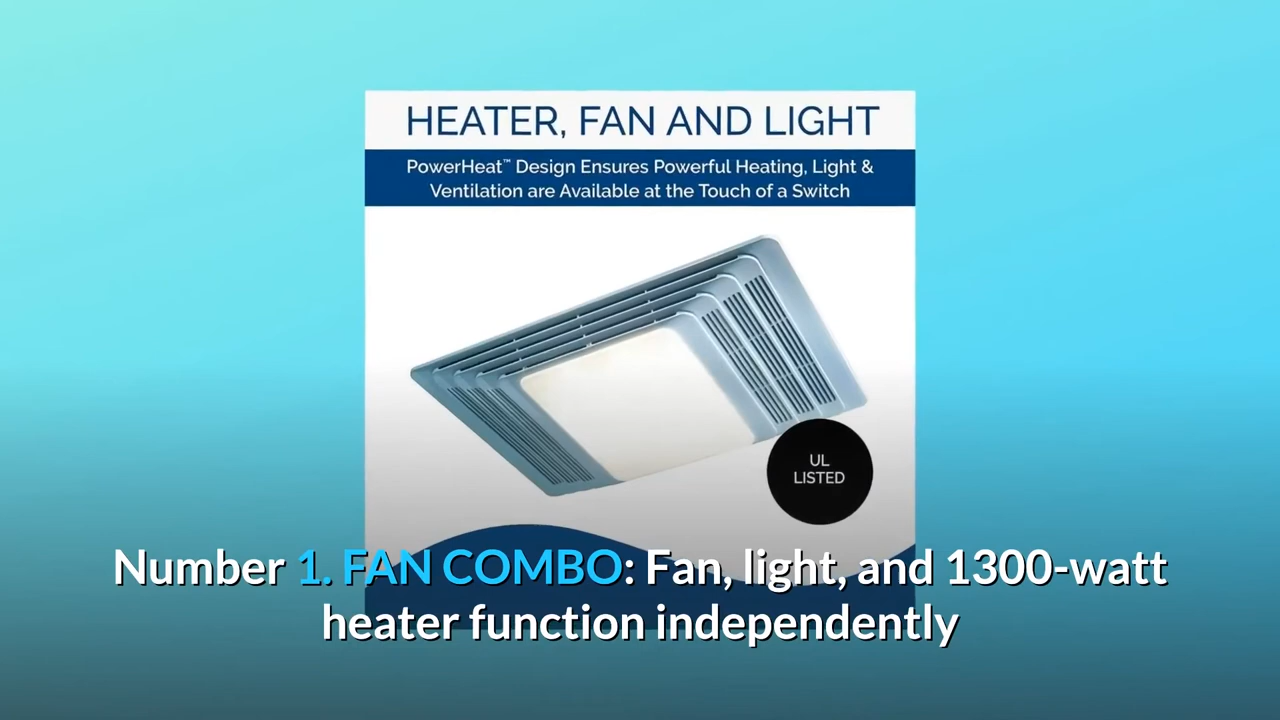 HEATER, FAN AND LIGHT
PowerHeat™ Design Ensures Powerful Heating, Light &
Ventilation are Available at the Touch of a Switch
UL
LISTED
Number 1. FAN COMBO: Fan, light, and 1300-watt
heater function independently